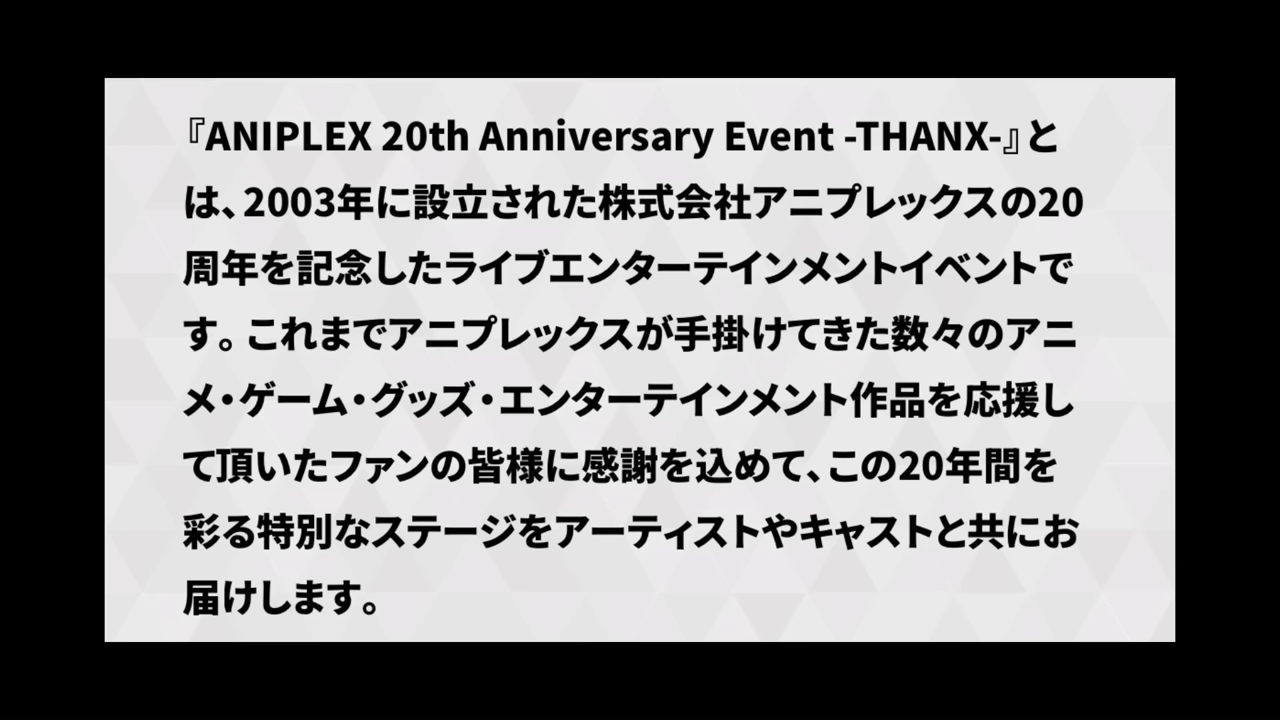 『ANIPLEX 20th Anniversary Event -THANX-』と
は、2003年に設立された株式会社アニプレックスの20
周年を記念したライブエンターテインメントイベントで
す。これまでアニプレックスが手掛けてきた数々のアニ
メ・ゲーム・グッズ・エンターテインメント作品を応援し
て頂いたファンの皆様に感謝を込めて、この20年間を
彩る特別なステージをアーティストやキャストと共にお
届けします。